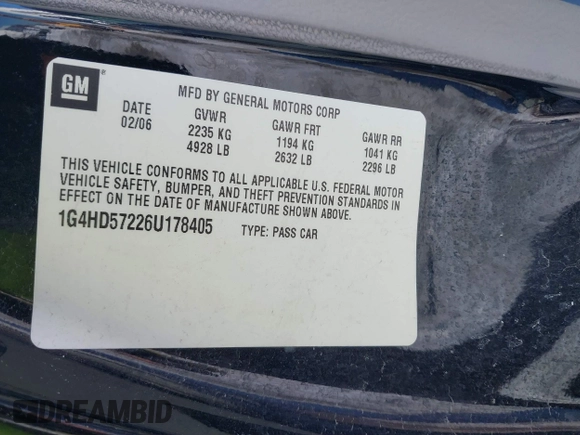 GM
MFD BY GENERAL MOTORS CORP
DATE GVWR GAWR FRT GAWR RR
02/06 2235 KG 1194 KG 1041 KG
4928 LB 2632 LB 2296 LB
THIS VEHICLE CONFORMS TO ALL APPLICABLE U.S. FEDERAL MOTOR
VEHICLE SAFETY, BUMPER, AND THEFT PREVENTION STANDARDS IN
EFFECT ON THE DATE OF MANUFACTURE SHOWN ABOVE.
1G4HD57226U178405 TYPE: PASS CAR
DREAMBID